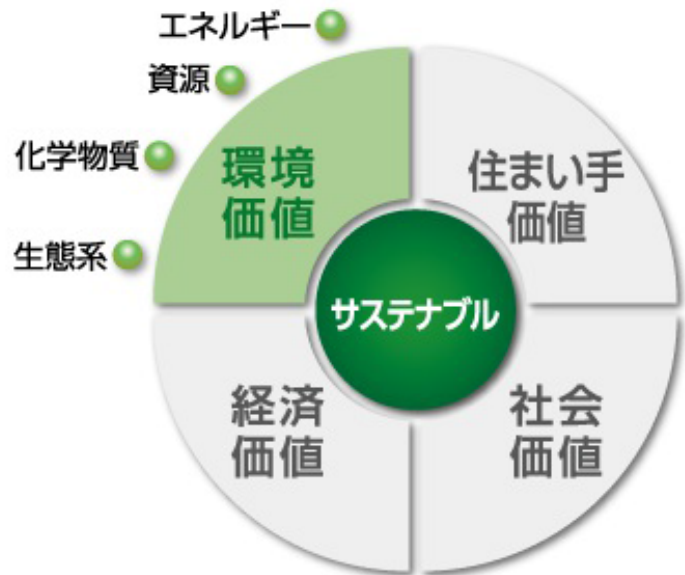 エネルギー
資源
化学物質
生態系
環境
価値
住まい手
価値
サステナブル
経済
価値
社会
価値